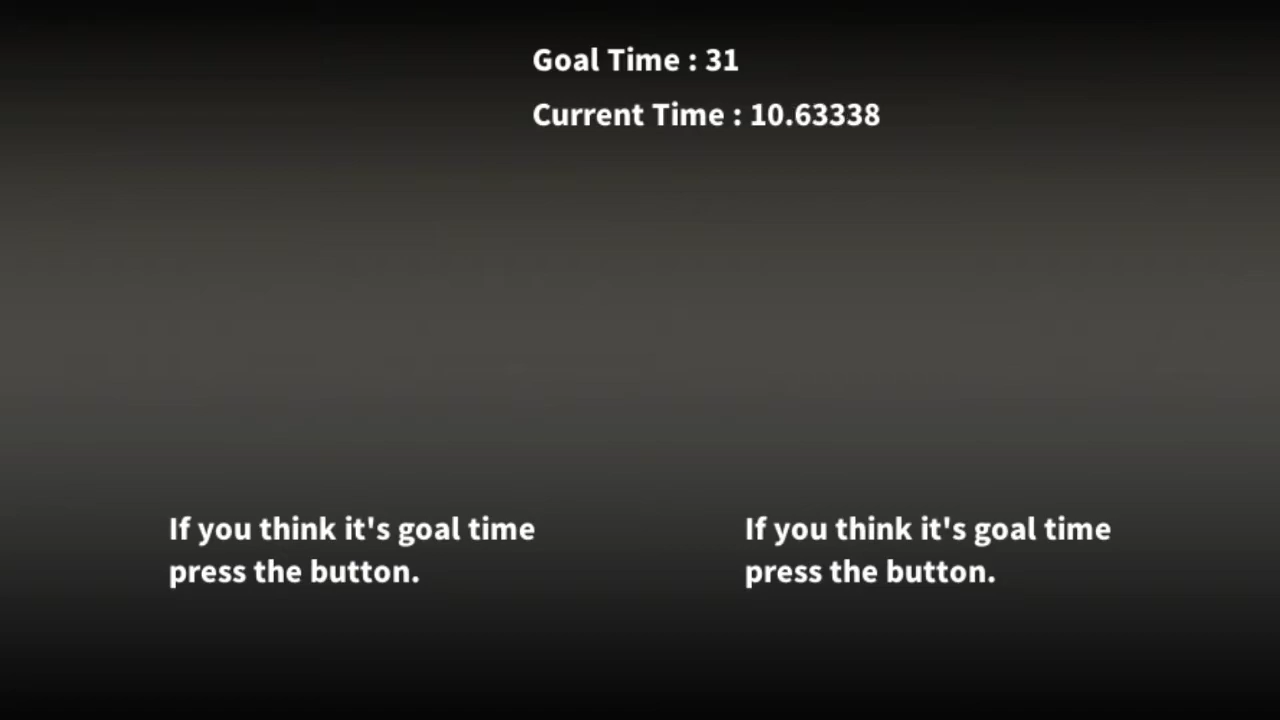 Goal Time : 31
Current Time : 10.63338
If you think it's goal time
press the button.
If you think it's goal time
press the button.